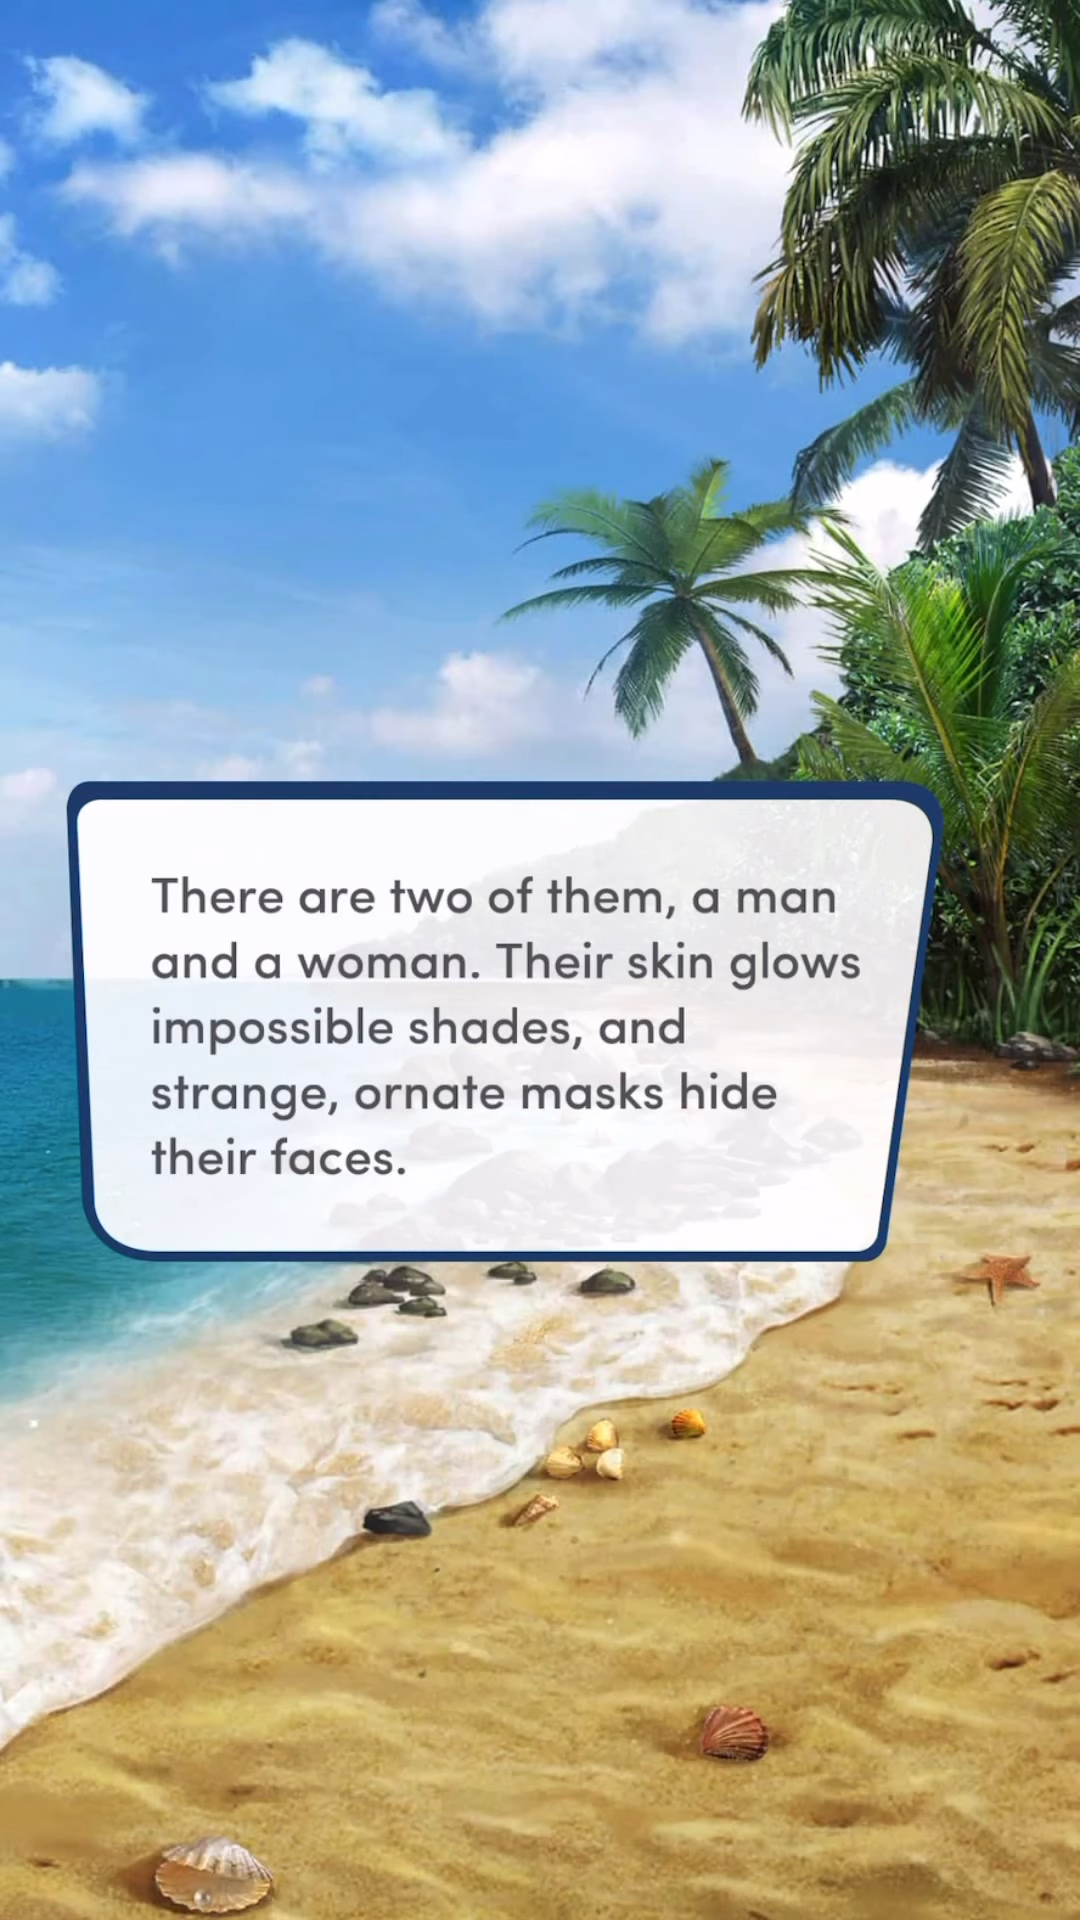 There are two of them, a man
and a woman. Their skin glows
impossible shades, and
strange, ornate masks hide
their faces.